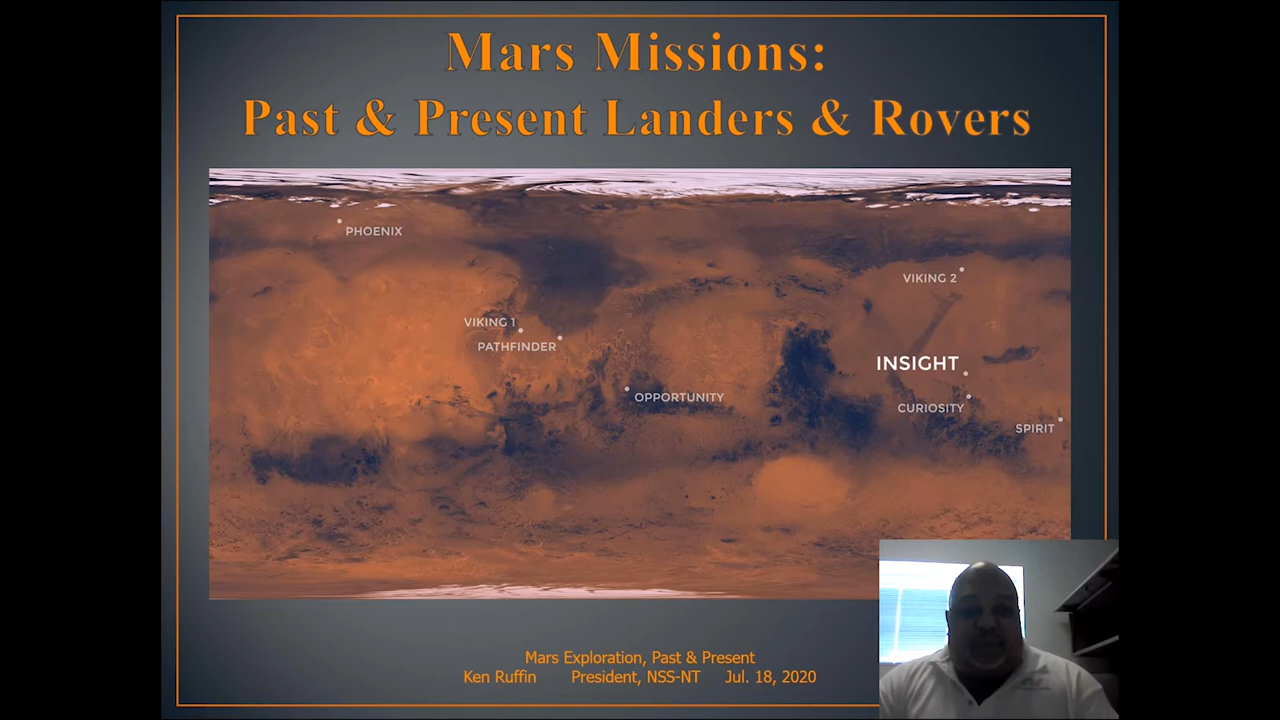 Mars Missions:
Past & Present Landers & Rovers
PHOENIX
VIKING 2
VIKING 1
PATHFINDER
INSIGHT
OPPORTUNITY
CURIOSITY
SPIRIT
Mars Exploration, Past & Present
Ken Ruffin President, NSS-NT Jul. 18, 2020